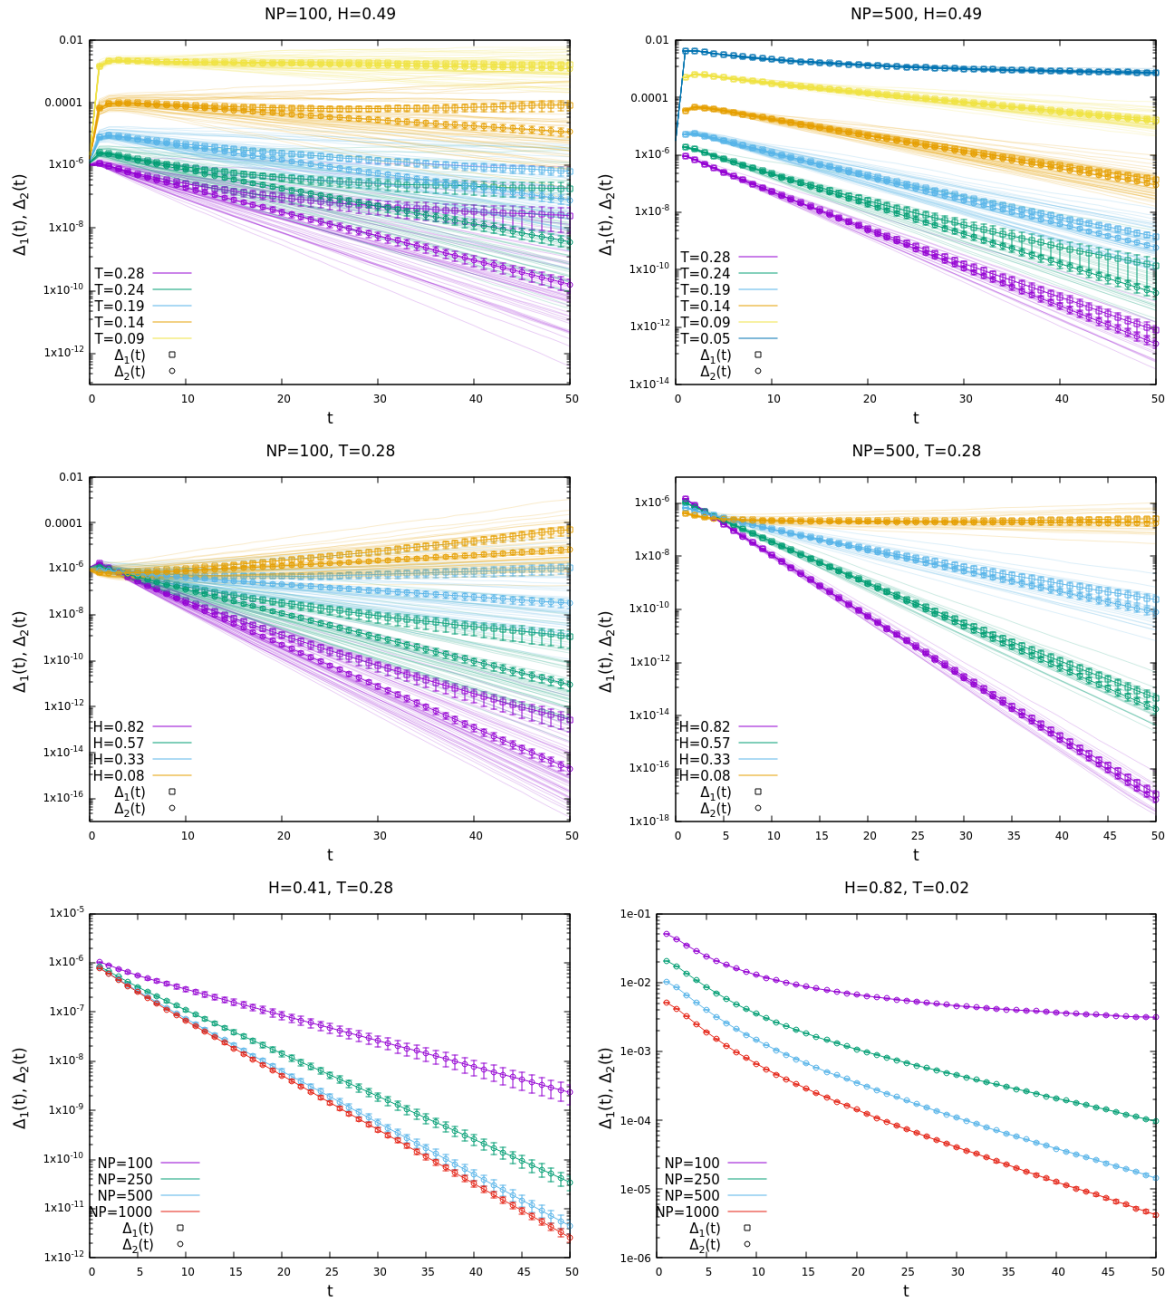 NP=100, H=0.49
0.01
0.0001
1x10-6
1x10-8
1x10-10
1x10-12
Δ1(t), Δ2(t)
T=0.28
T=0.24
T=0.19
T=0.14
T=0.09
Δ1(t)
Δ2(t)
0 10 20 30 40 50
t
NP=500, H=0.49
0.01
0.0001
1x10-6
1x10-8
1x10-10
1x10-12
1x10-14
Δ1(t), Δ2(t)
T=0.28
T=0.24
T=0.19
T=0.14
T=0.09
T=0.05
Δ1(t)
Δ2(t)
0 10 20 30 40 50
t
NP=100, T=0.28
0.01
0.0001
1x10-6
1x10-8
1x10-10
1x10-12
1x10-14
1x10-16
Δ1(t), Δ2(t)
H=0.82
H=0.57
H=0.33
H=0.08
Δ1(t)
Δ2(t)
0 10 20 30 40 50
t
NP=500, T=0.28
1x10-6
1x10-8
1x10-10
1x10-12
1x10-14
1x10-16
1x10-18
Δ1(t), Δ2(t)
H=0.82
H=0.57
H=0.33
H=0.08
Δ1(t)
Δ2(t)
0 5 10 15 20 25 30 35 40 45 50
t
H=0.41, T=0.28
1x10-5
1x10-6
1x10-7
1x10-8
1x10-9
1x10-10
1x10-11
1x10-12
Δ1(t), Δ2(t)
NP=100
NP=250
NP=500
NP=1000
Δ1(t)
Δ2(t)
0 5 10 15 20 25 30 35 40 45 50
t
H=0.82, T=0.02
1e-01
1e-02
1e-03
1e-04
1e-05
1e-06
Δ1(t), Δ2(t)
NP=100
NP=250
NP=500
NP=1000
Δ1(t)
Δ2(t)
0 5 10 15 20 25 30 35 40 45 50
t